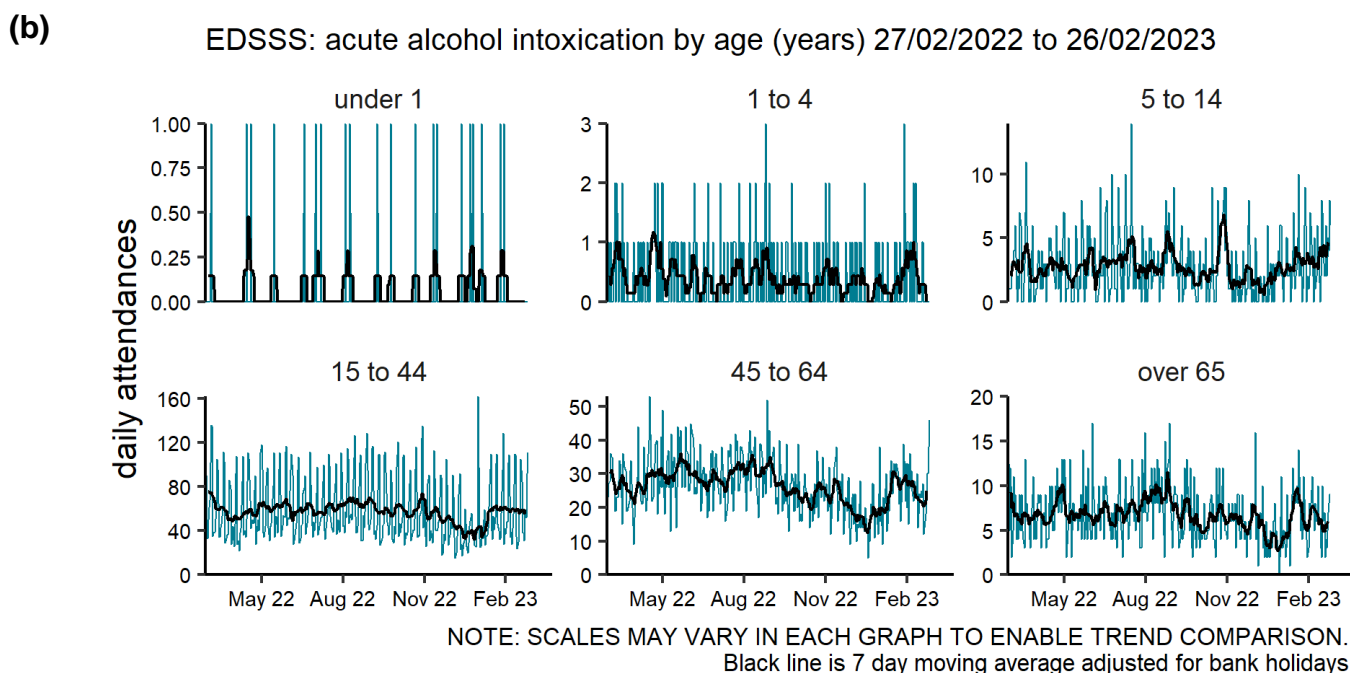 (b)
EDSSS: acute alcohol intoxication by age (years) 27/02/2022 to 26/02/2023
under 1
1 to 4
5 to 14
1.00
0.75
0.50
0.25
0.00
3
2
1
0
10
5
0
daily attendances
15 to 44
45 to 64
over 65
160
120
80
40
0
50
40
30
20
10
0
20
15
10
5
0
May 22 Aug 22 Nov 22 Feb 23
May 22 Aug 22 Nov 22 Feb 23
May 22 Aug 22 Nov 22 Feb 23
NOTE: SCALES MAY VARY IN EACH GRAPH TO ENABLE TREND COMPARISON.
Black line is 7 day moving average adjusted for bank holidays